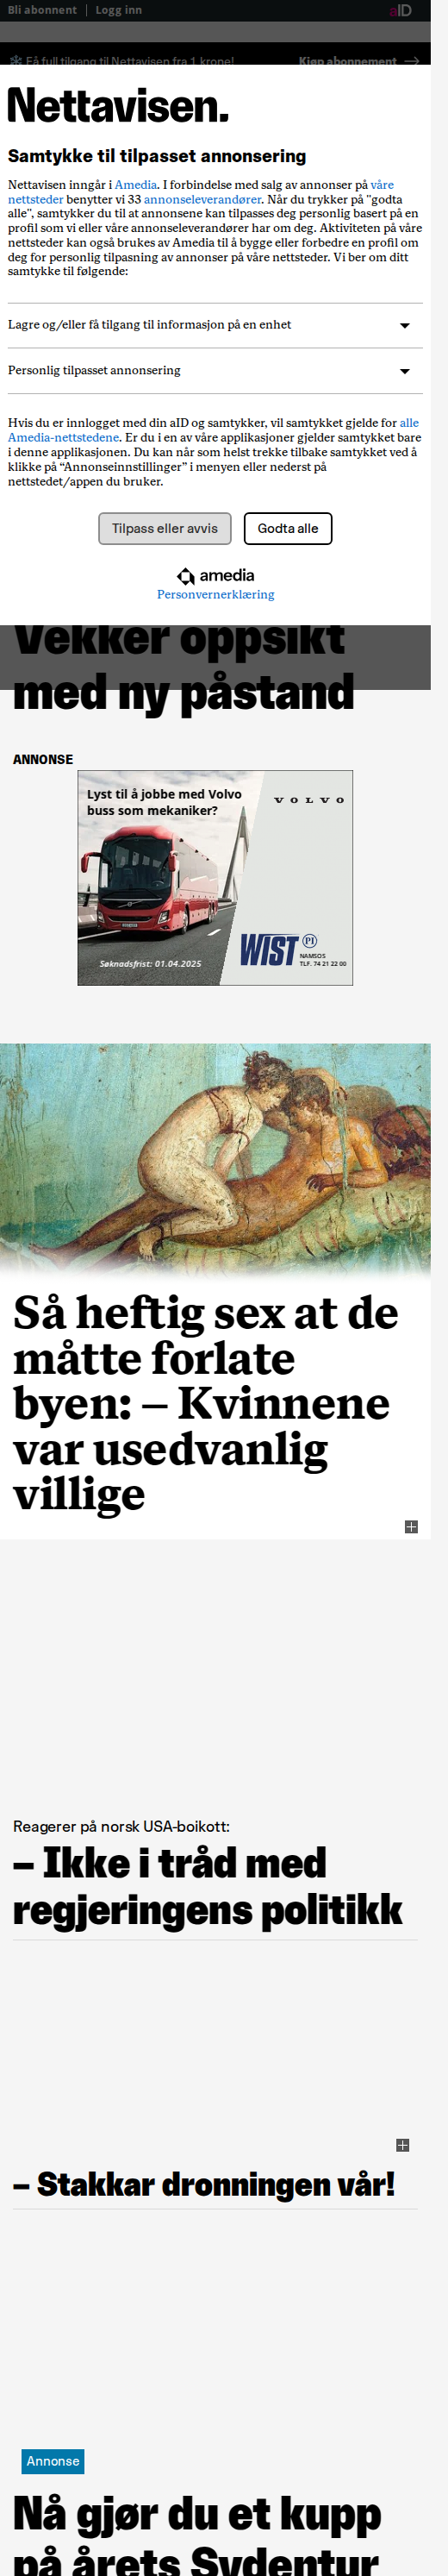 Bli abonnent
Logg inn
aID
Få full tilgang til Nettavisen fra 1 krone!
Kjøp abonnement
Nettavisen.
Samtykke til tilpasset annonsering
Nettavisen inngår i Amedia. I forbindelse med salg av annonser på våre
nettsteder benytter vi 33 annonseleverandører. Når du trykker på "godta
alle", samtykker du til at annonsene kan tilpasses deg personlig basert på en
profil som vi eller våre annonseleverandører har om deg. Aktiviteten på våre
nettsteder kan også brukes av Amedia til å bygge eller forbedre en profil om
deg for personlig tilpasning av annonser på våre nettsteder. Vi ber om ditt
samtykke til følgende:
Lagre og/eller få tilgang til informasjon på en enhet
Personlig tilpasset annonsering
Hvis du er innlogget med din aID og samtykker, vil samtykket gjelde for alle
Amedia-nettstedene. Er du i en av våre applikasjoner gjelder samtykket bare
i denne applikasjonen. Du kan når som helst trekke tilbake samtykket ved å
klikke på “Annonseinnstillinger” i menyen eller nederst på
nettstedet/appen du bruker.
Tilpass eller avvis
Godta alle
amedia
Personvernerklæring
Vekker oppsikt
med ny påstand
ANNONSE
Lyst til å jobbe med Volvo
buss som mekaniker?
VOLVO
WIST PI
NAMSOS
TLF. 74 21 22 00
Søknadsfrist: 01.04.2025
Så heftig sex at de
måtte forlate
byen: – Kvinnene
var usedvanlig
villige
Reagerer på norsk USA-boikott:
– Ikke i tråd med
regjeringens politikk
– Stakkar dronningen vår!
Annonse
Nå gjør du et kupp
på årets Sydentur